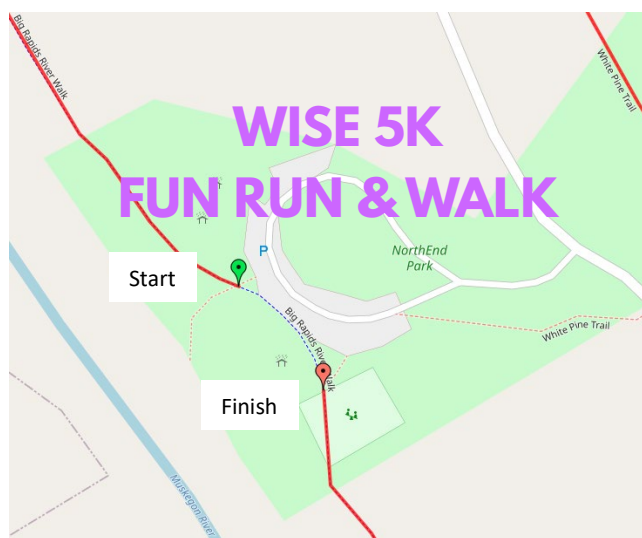 Big Rapids River Walk
White Pine Trail
WISE 5K
FUN RUN & WALK
P
NorthEnd
Park
Start
Big Rapids River Walk
White Pine Trail
Finish
Muskegon River